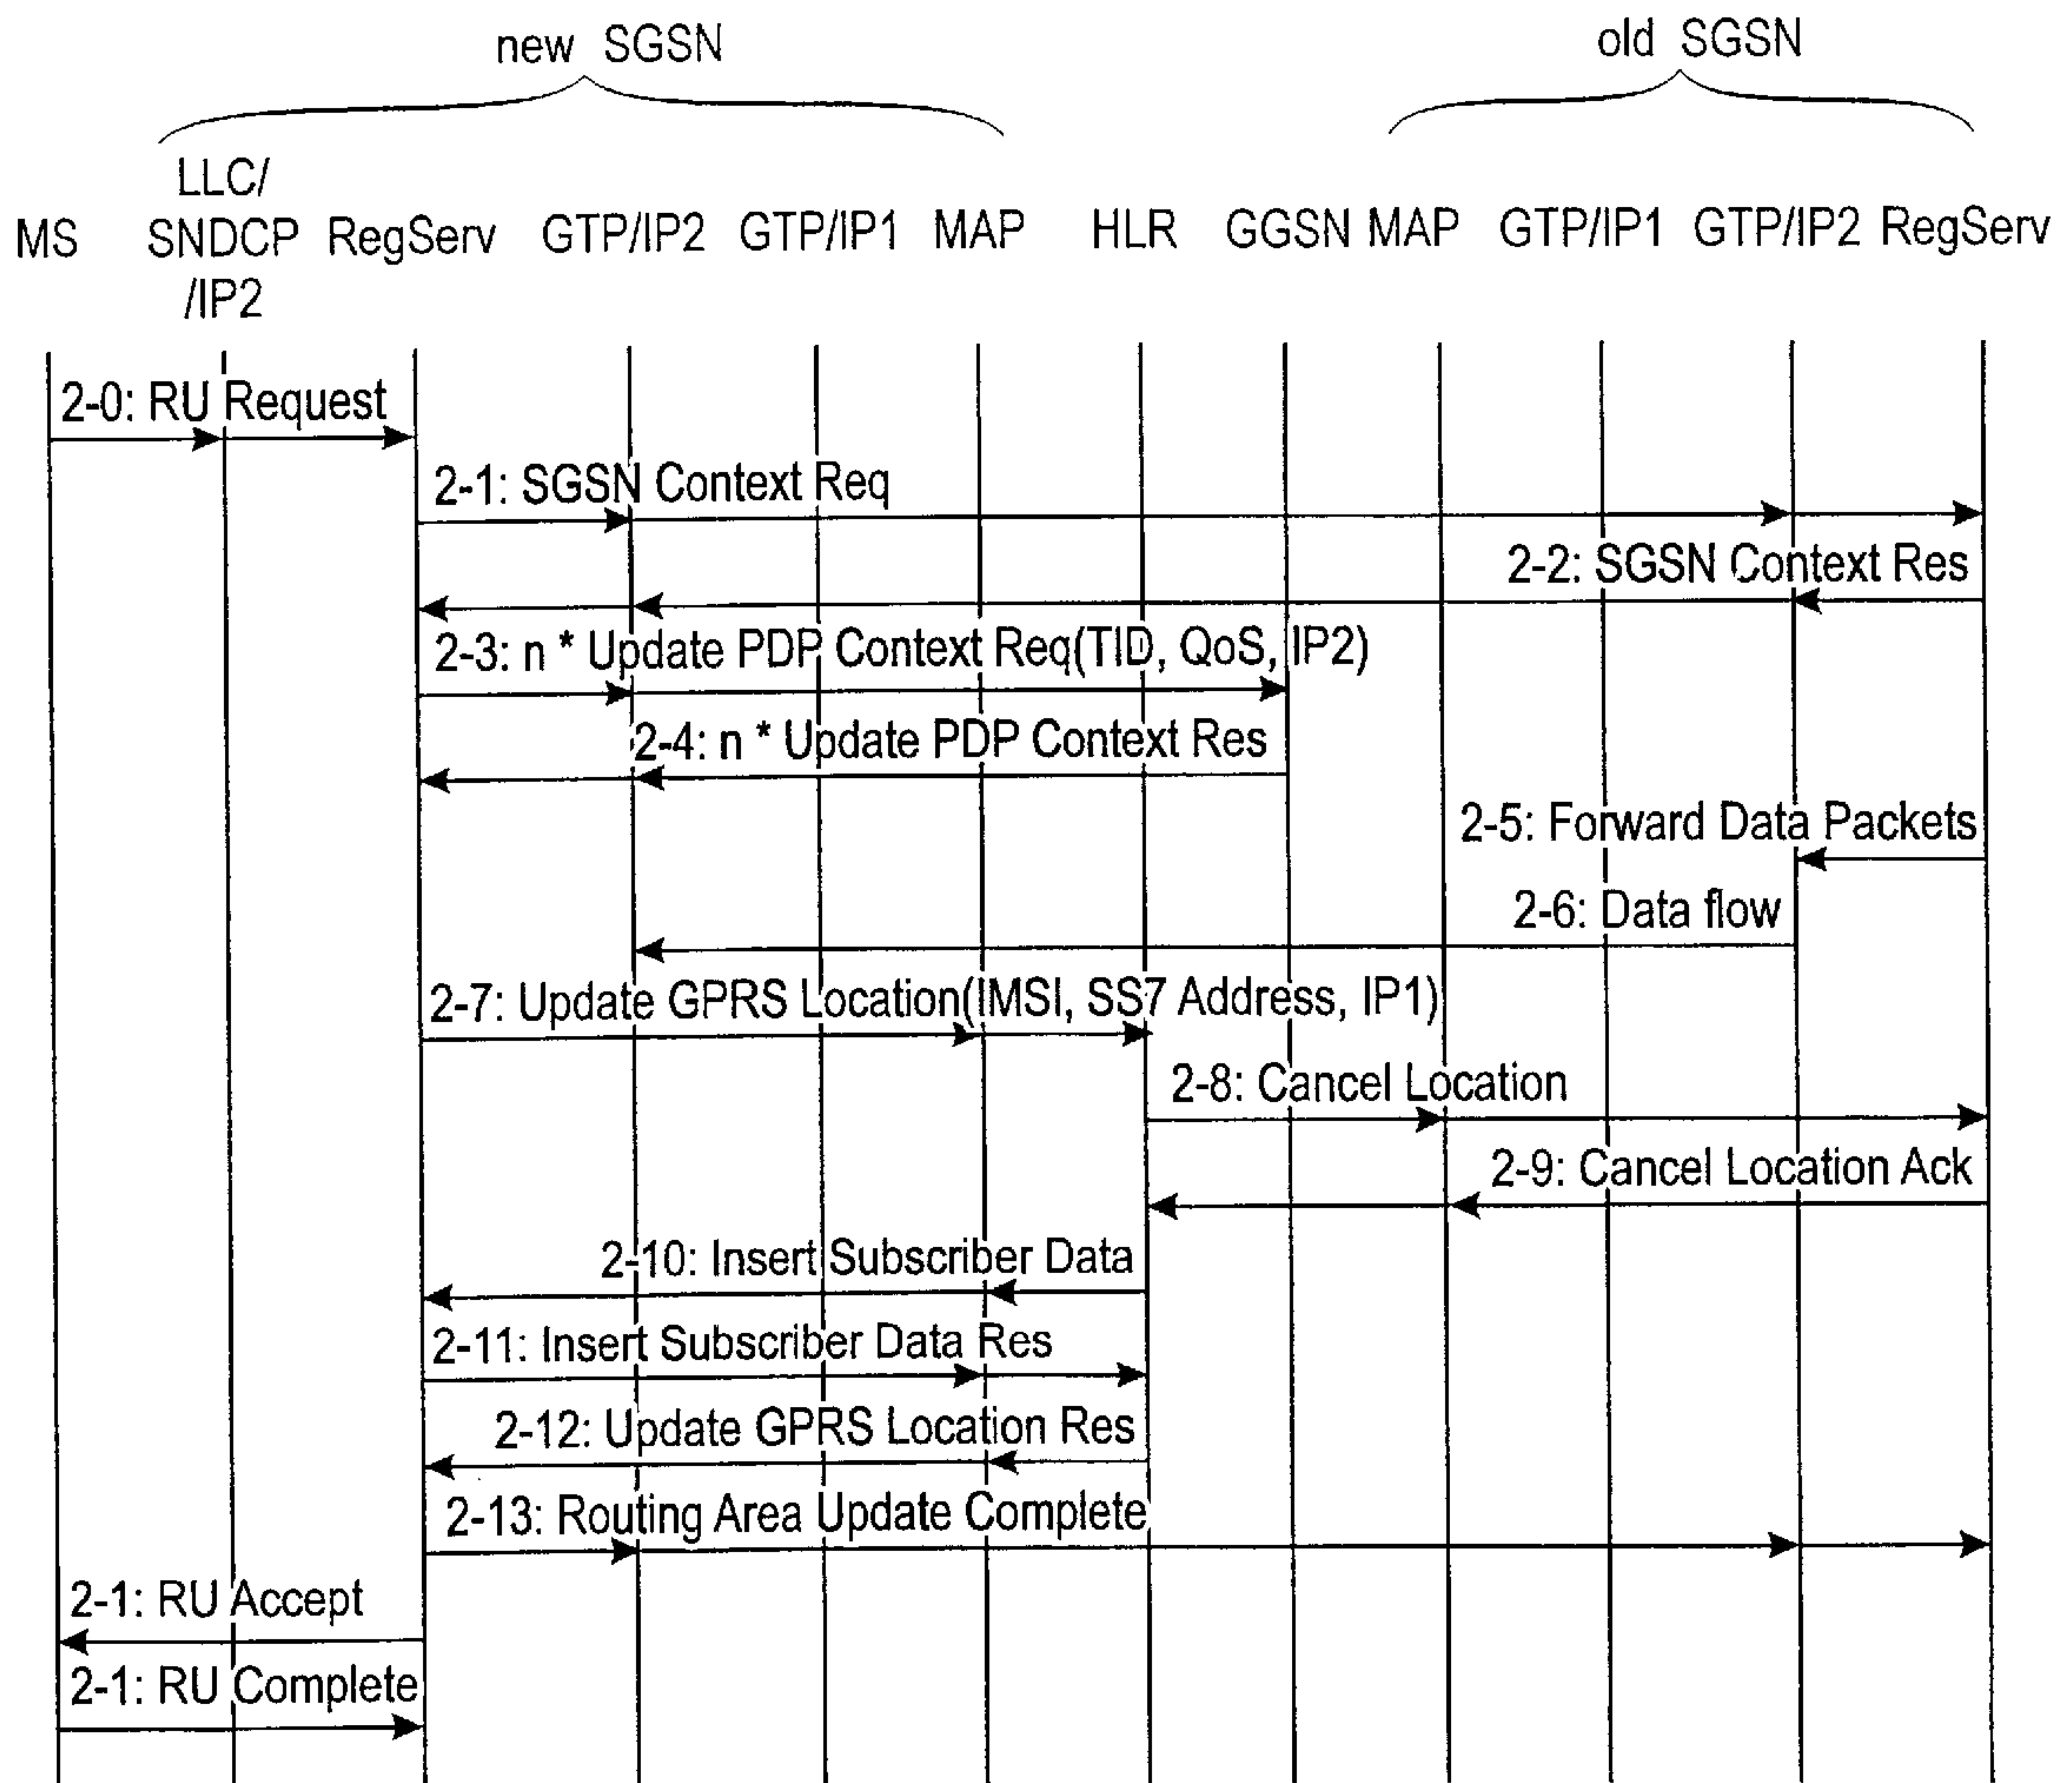 new SGSN
old SGSN
MS
LLC/
SNDCP
/IP2
RegServ
GTP/IP2
GTP/IP1
MAP
HLR
GGSN
MAP
GTP/IP1
GTP/IP2
RegServ
2-0: RU Request
2-1: SGSN Context Req
2-2: SGSN Context Res
2-3: n * Update PDP Context Req(TID, QoS, IP2)
2-4: n * Update PDP Context Res
2-5: Forward Data Packets
2-6: Data flow
2-7: Update GPRS Location(IMSI, SS7 Address, IP1)
2-8: Cancel Location
2-9: Cancel Location Ack
2-10: Insert Subscriber Data
2-11: Insert Subscriber Data Res
2-12: Update GPRS Location Res
2-13: Routing Area Update Complete
2-1: RU Accept
2-1: RU Complete